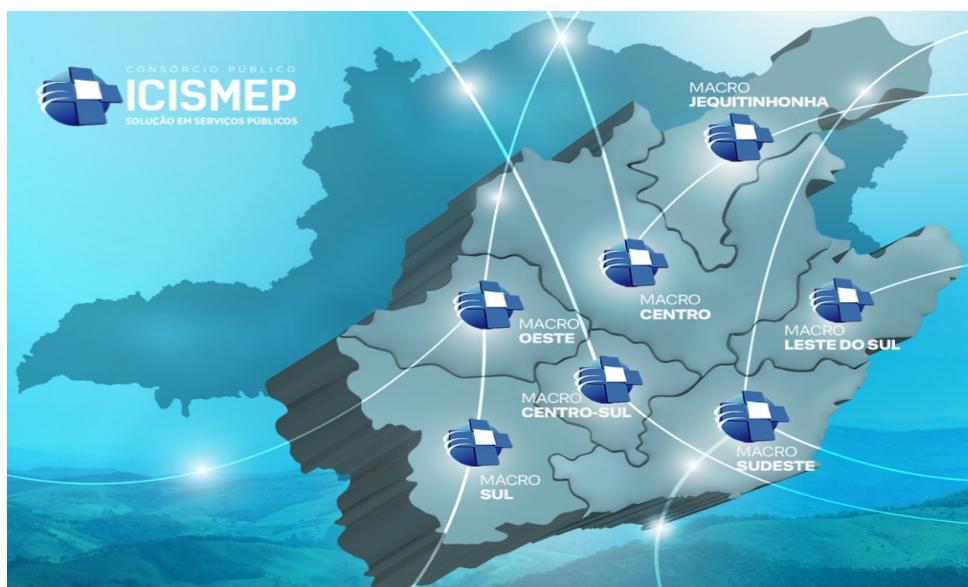 CONSÓRCIO PÚBLICO
ICISMEP
SOLUÇÃO EM SERVIÇOS PÚBLICOS
MACRO
JEQUITINHONHA
MACRO
CENTRO
MACRO
OESTE
MACRO
LESTE DO SUL
MACRO
CENTRO-SUL
MACRO
SUDESTE
MACRO
SUL